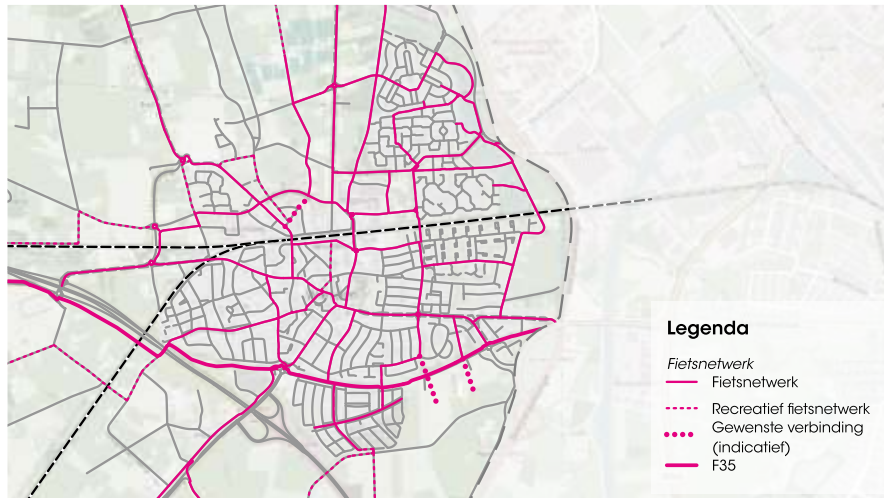 Legenda
Fietsnetwerk
Fietsnetwerk
Recreatief fietsnetwerk
Gewenste verbinding
(indicatief)
F35